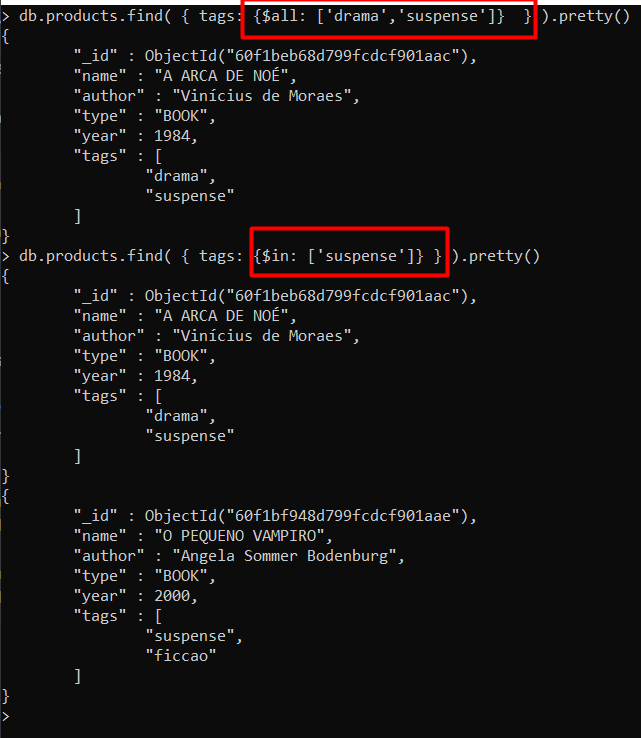 > db.products.find( { tags: {$all: ['drama','suspense']}  } ).pretty()
{
        "_id" : ObjectId("60f1beb68d799fcdcf901aac"),
        "name" : "A ARCA DE NOÉ",
        "author" : "Vinícius de Moraes",
        "type" : "BOOK",
        "year" : 1984,
        "tags" : [
                "drama",
                "suspense"
        ]
}
> db.products.find( { tags: {$in: ['suspense']} } ).pretty()
{
        "_id" : ObjectId("60f1beb68d799fcdcf901aac"),
        "name" : "A ARCA DE NOÉ",
        "author" : "Vinícius de Moraes",
        "type" : "BOOK",
        "year" : 1984,
        "tags" : [
                "drama",
                "suspense"
        ]
}
{
        "_id" : ObjectId("60f1bf948d799fcdcf901aae"),
        "name" : "O PEQUENO VAMPIRO",
        "author" : "Angela Sommer Bodenburg",
        "type" : "BOOK",
        "year" : 2000,
        "tags" : [
                "suspense",
                "ficcao"
        ]
}
>